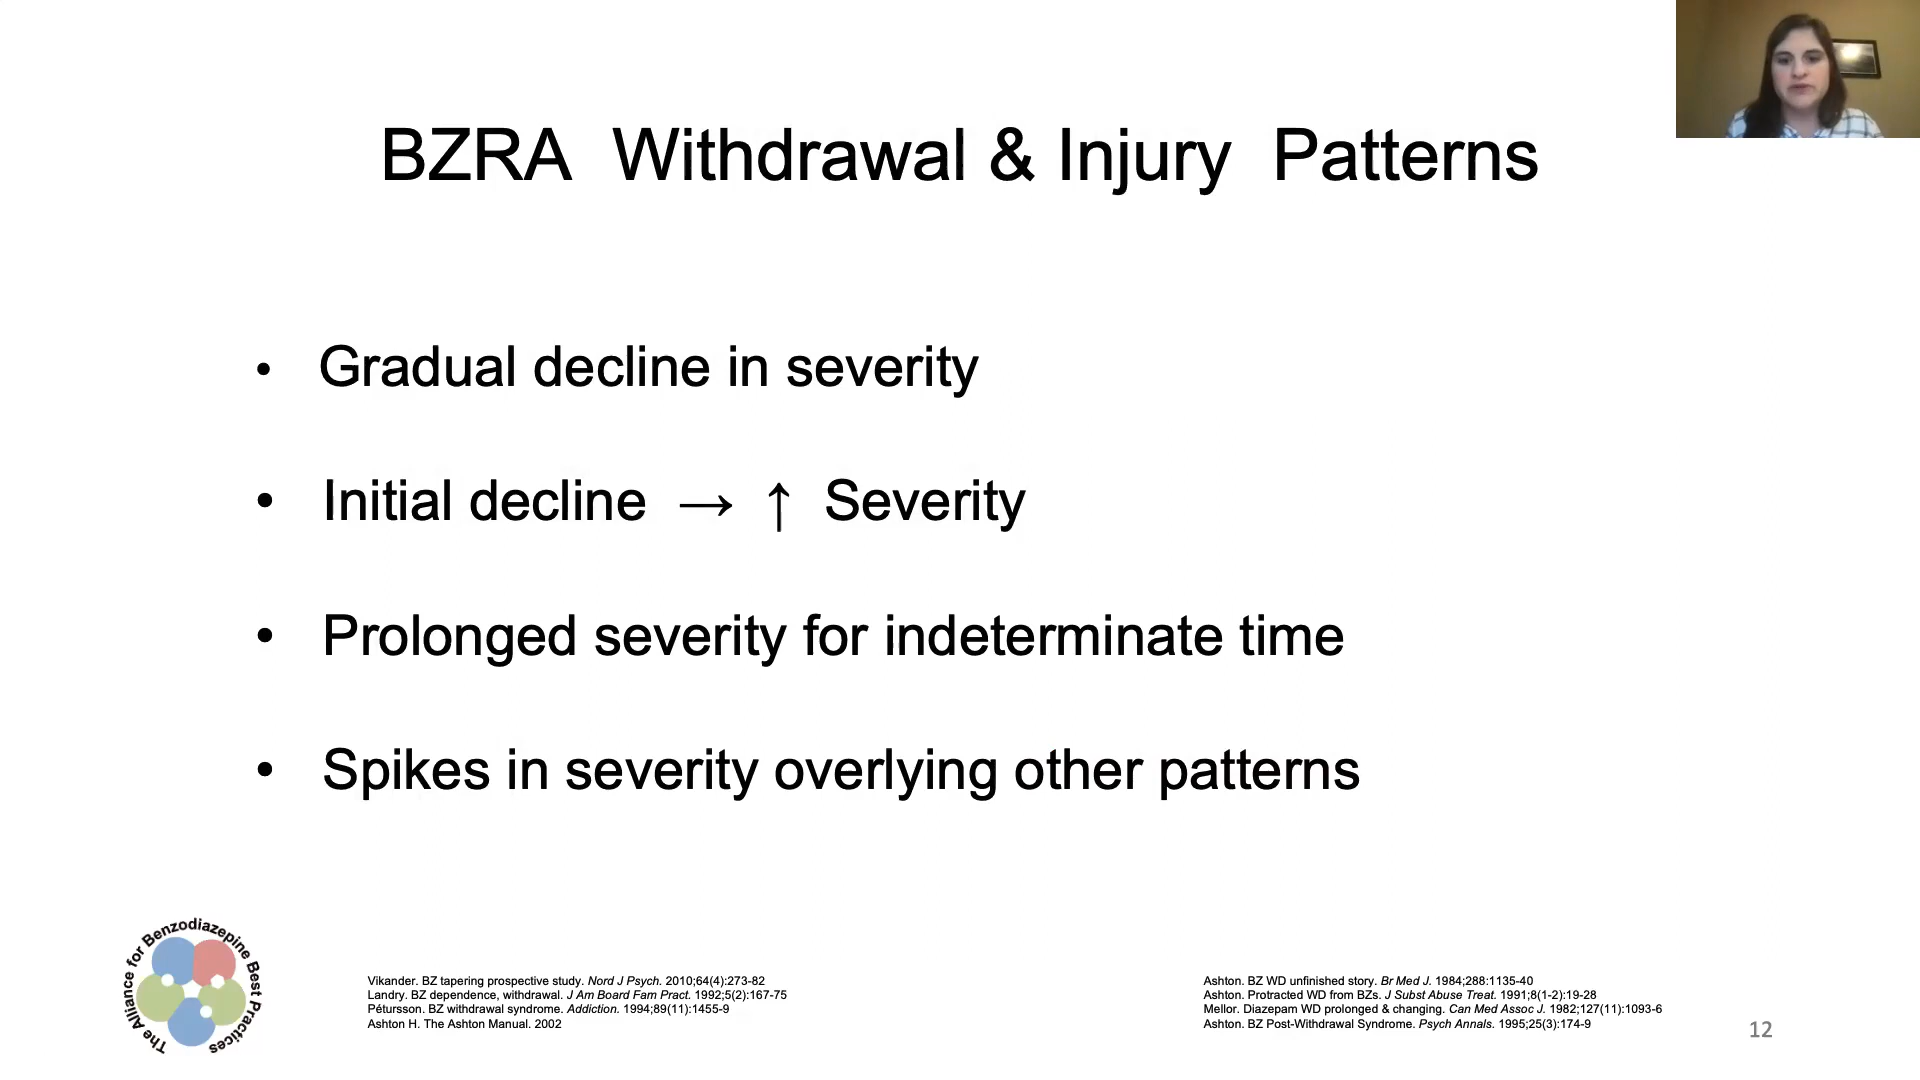 BZRA Withdrawal & Injury Patterns
• Gradual decline in severity
• Initial decline → ↑ Severity
• Prolonged severity for indeterminate time
• Spikes in severity overlying other patterns
The Alliance for Benzodiazepine Best Practices
Vikander. BZ tapering prospective study. Nord J Psych. 2010;64(4):273-82
Landry. BZ dependence, withdrawal. J Am Board Fam Pract. 1992;5(2):167-75
Pétursson. BZ withdrawal syndrome. Addiction. 1994;89(11):1455-9
Ashton H. The Ashton Manual. 2002
Ashton. BZ WD unfinished story. Br Med J. 1984;288:1135-40
Ashton. Protracted WD from BZs. J Subst Abuse Treat. 1991;8(1-2):19-28
Mellor. Diazepam WD prolonged & changing. Can Med Assoc J. 1982;127(11):1093-6
Ashton. BZ Post-Withdrawal Syndrome. Psych Annals. 1995;25(3):174-9
12